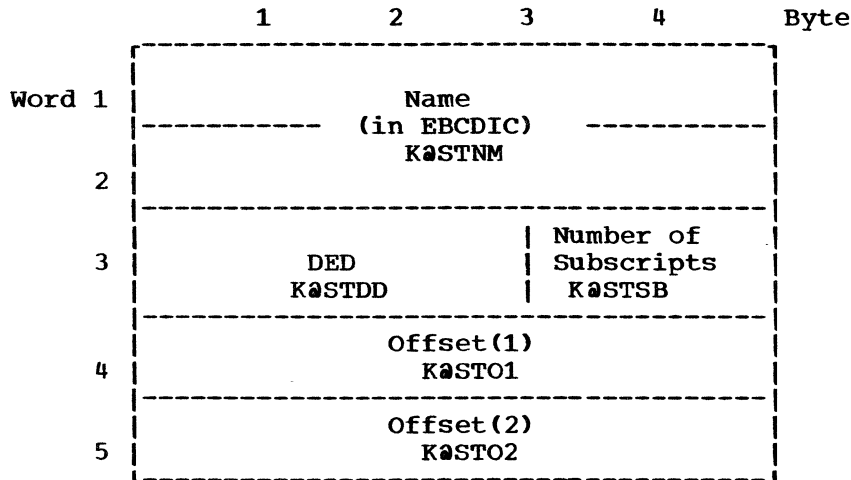 1 2 3 4 Byte
Word 1 Name
(in EBCDIC)
K@STNM
2
Number of
3 DED Subscripts
K@STDD K@STSB
Offset(1)
4 K@STO1
Offset(2)
5 K@STO2